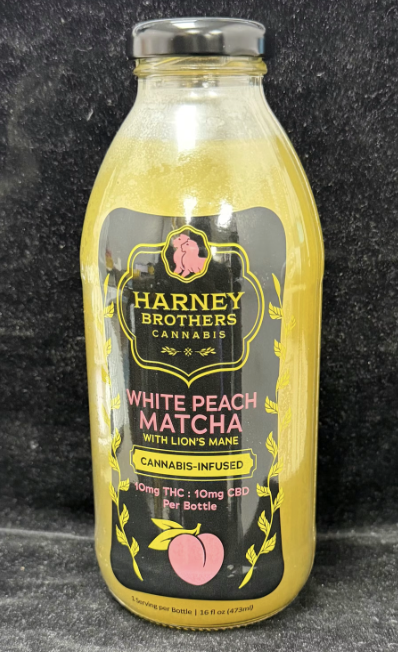 HARNEY
BROTHERS
CANNABIS
WHITE PEACH
MATCHA
WITH LION'S MANE
CANNABIS-INFUSED
10mg THC : 10mg CBD
Per Bottle
1 Serving per Bottle | 16 fl oz (473ml)